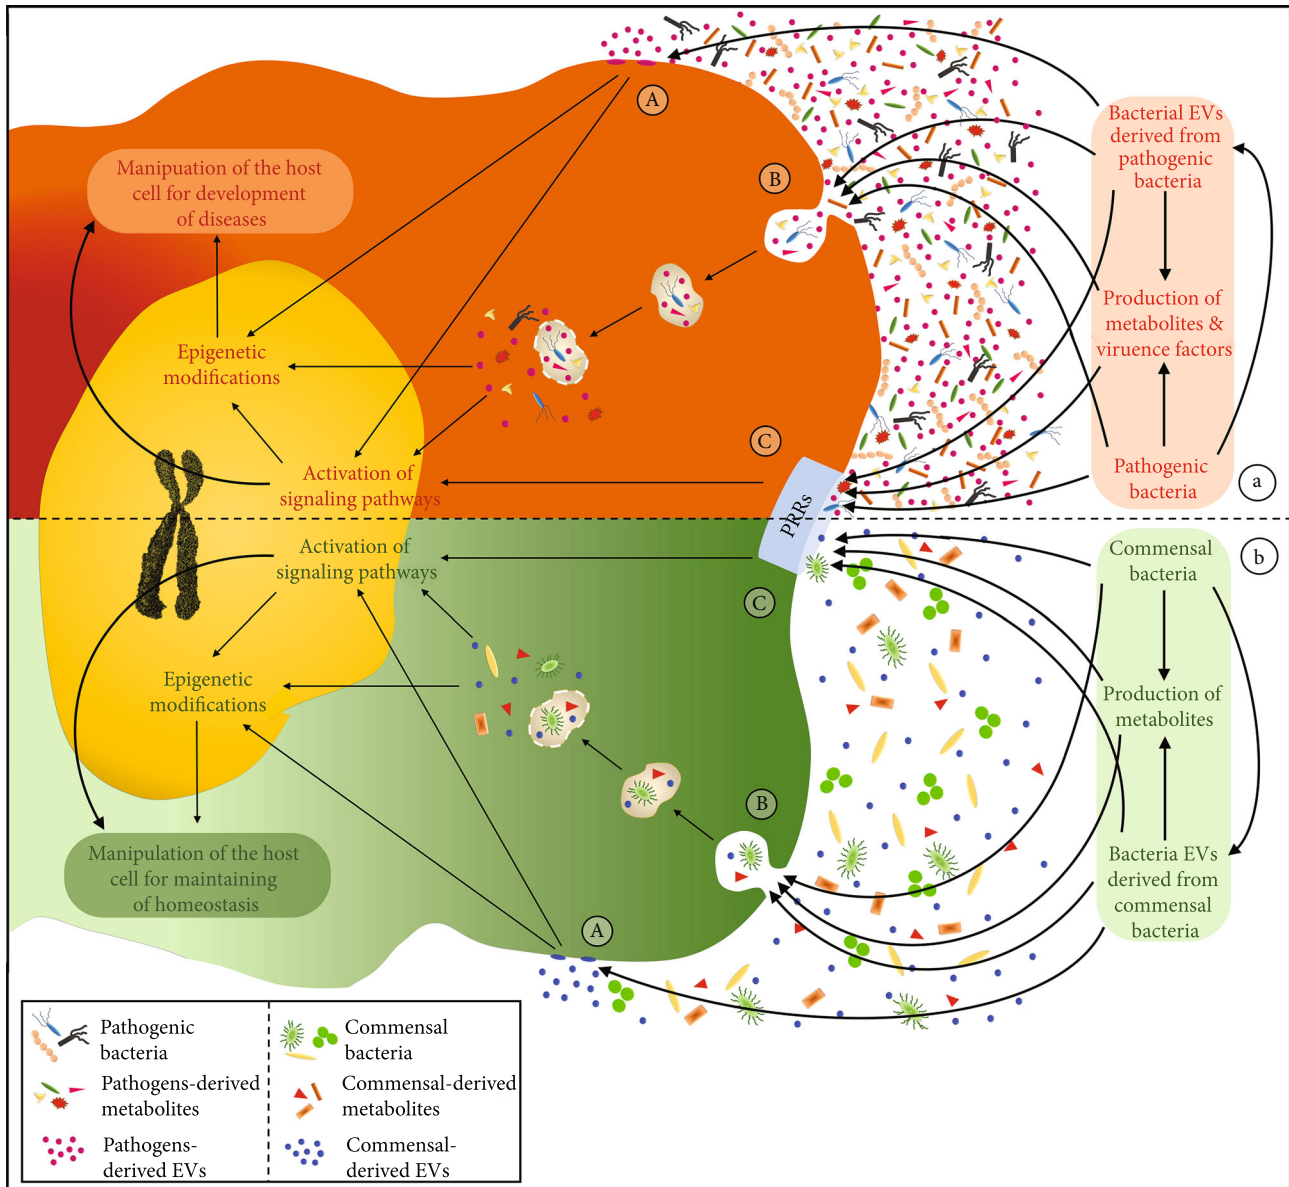 A
Bacterial EVs
derived from
pathogenic
bacteria
B
Manipuation of the host
cell for development
of diseases
Production of
metabolites &
viruence factors
Epigenetic
modifications
C
Activation of
signaling pathways
Pathogenic
bacteria
a
PRRs
Activation of
signaling pathways
Commensal
bacteria
b
C
Epigenetic
modifications
Production of
metabolites
B
Manipulation of the host
cell for maintaining
of homeostasis
Bacteria EVs
derived from
commensal
bacteria
A
Pathogenic
bacteria
Pathogens-derived
metabolites
Pathogens-
derived EVs
Commensal
bacteria
Commensal-derived
metabolites
Commensal-
derived EVs